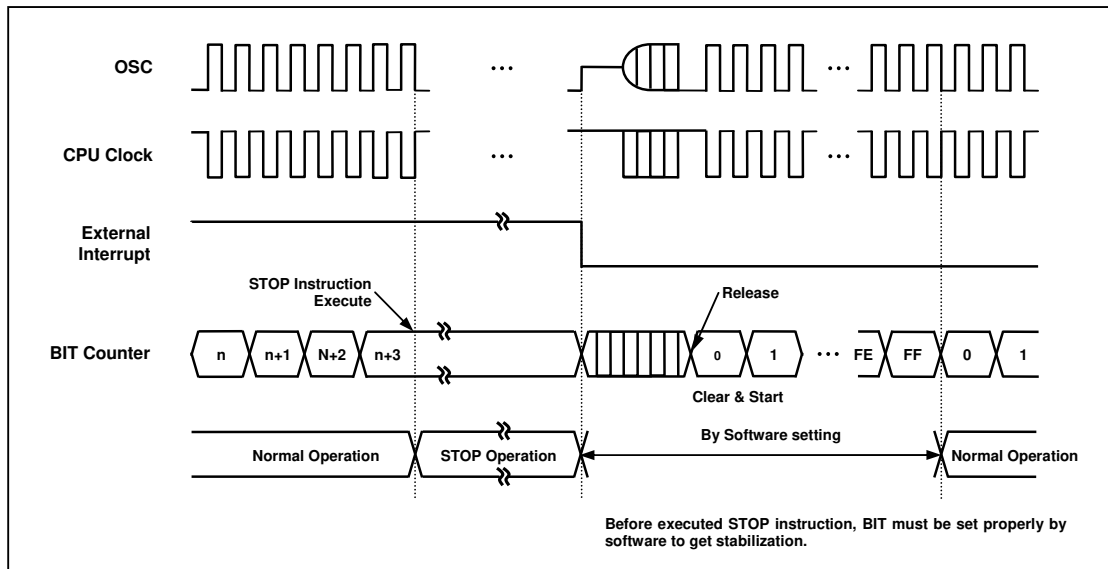 OSC
...
CPU Clock
...
...
External
Interrupt
STOP Instruction
Execute
Release
BIT Counter
n
n+1
N+2
n+3
0
1
...
FE
FF
0
1
Clear & Start
By Software setting
Normal Operation
STOP Operation
Normal Operation
Before executed STOP instruction, BIT must be set properly by
software to get stabilization.